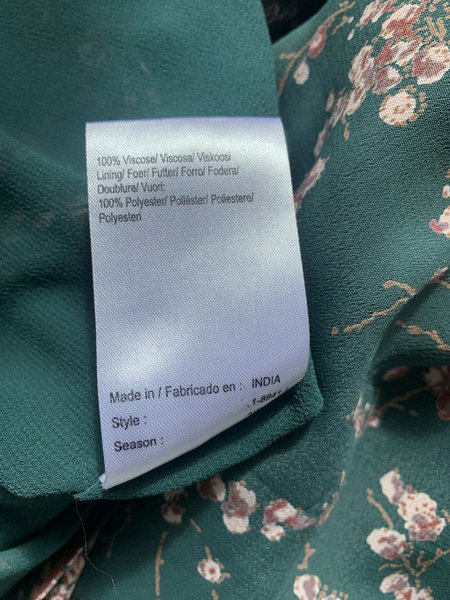 100% Viscose/ Viscosa/ Viskoosi
Lining/ Foer/ Futter/ Forro/ Fodera/
Doublure/ Vuori:
100% Polyester/ Poliéster/ Poliestere/
Polyesteri
Made in / Fabricado en : INDIA
Style :
Season :